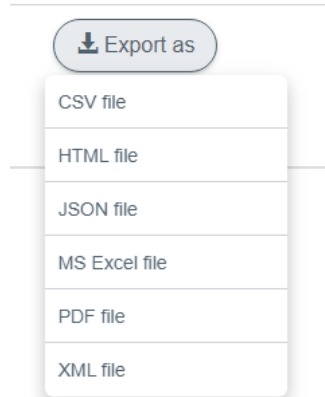 Export as
CSV file
HTML file
JSON file
MS Excel file
PDF file
XML file